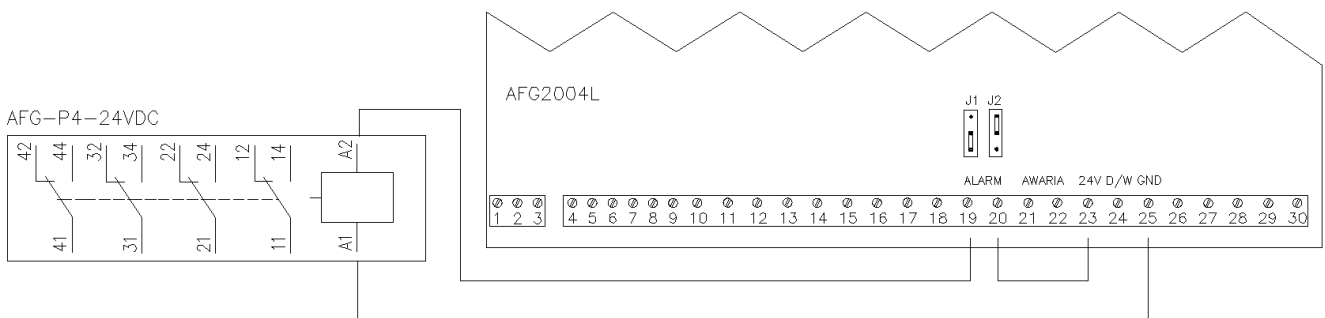 AFG2004L
J1 J2
AFG-P4-24VDC
42 44 32 34 22 24 12 14 A2
ALARM AWARIA 24V D/W GND
1 2 3 4 5 6 7 8 9 10 11 12 13 14 15 16 17 18 19 20 21 22 23 24 25 26 27 28 29 30
41 31 21 11 A1